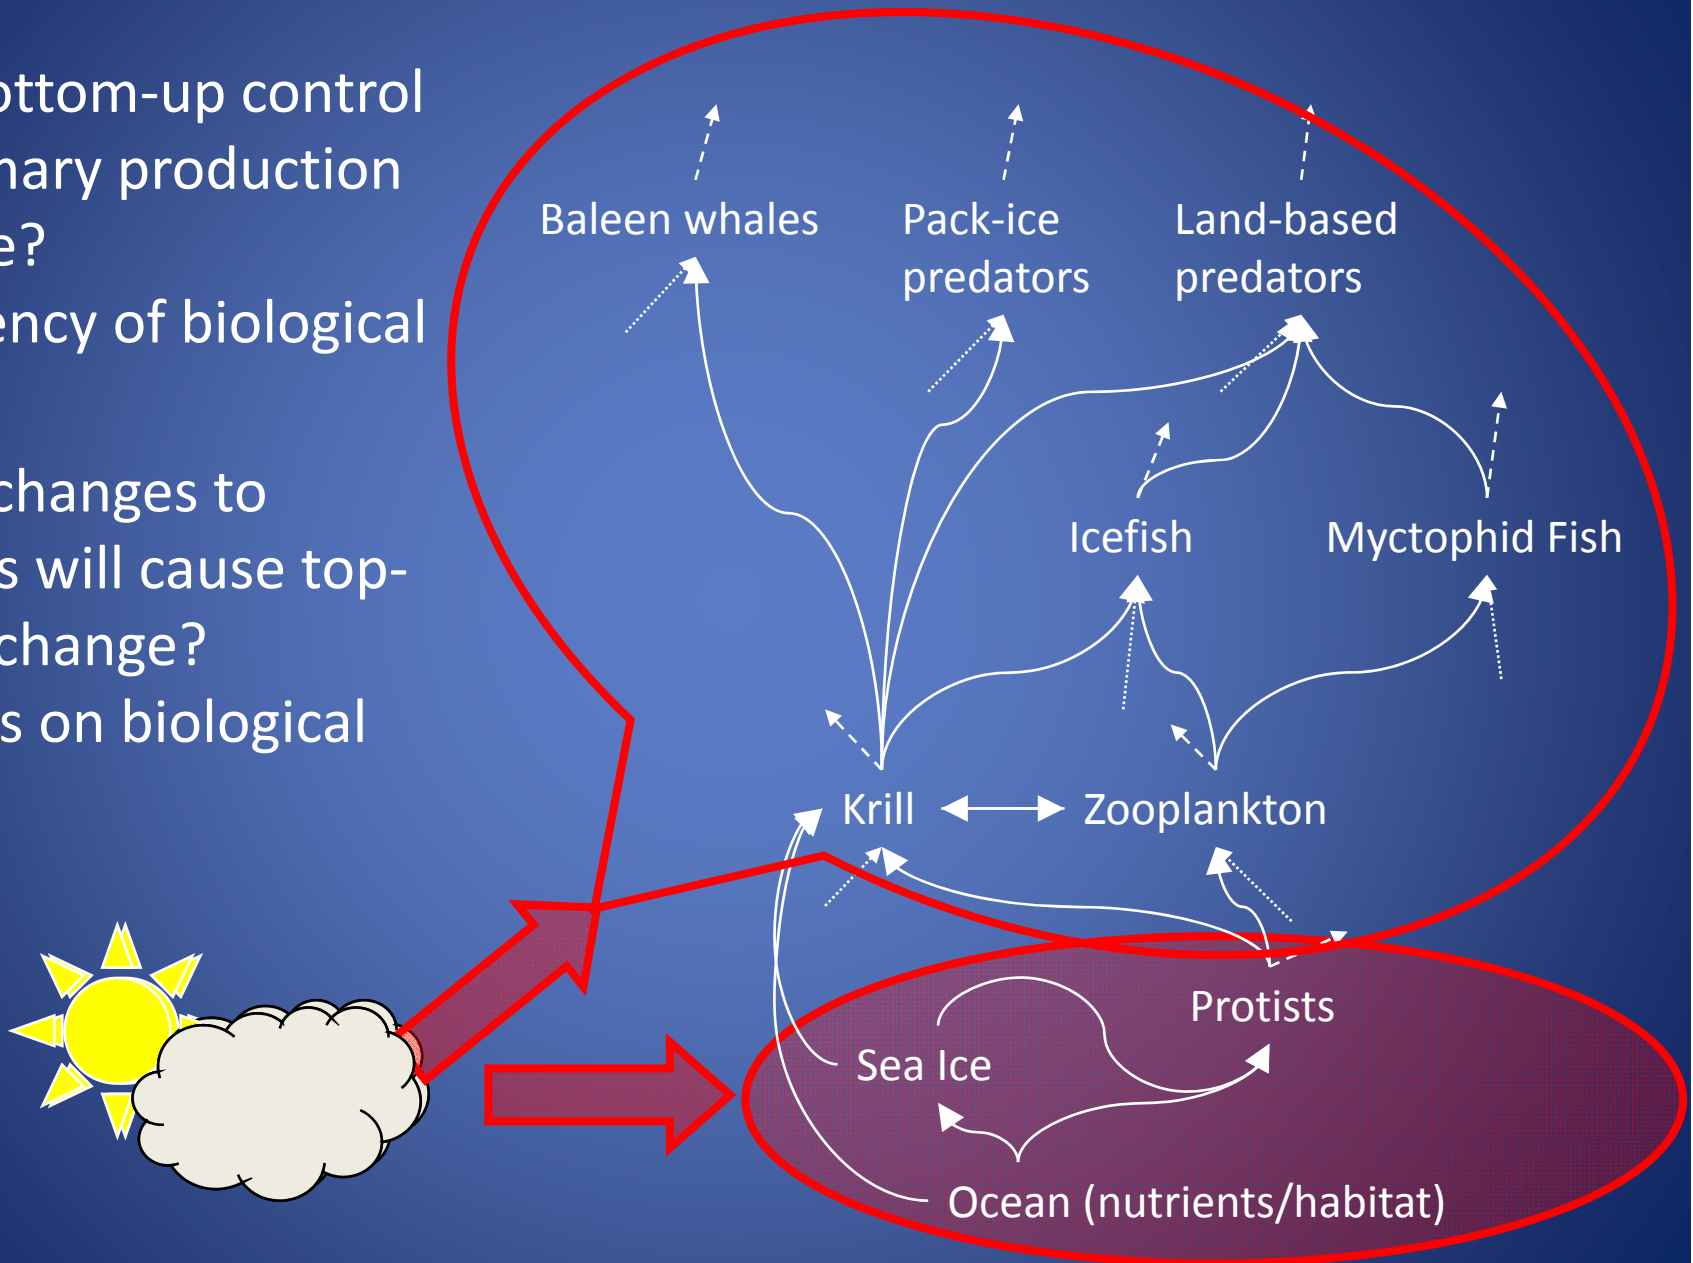 ottom-up control
mary production
e?
ency of biological
changes to
s will cause top-
change?
s on biological
Baleen whales
Pack-ice
predators
Land-based
predators
Icefish
Myctophid Fish
Krill
Zooplankton
Protists
Sea Ice
Ocean (nutrients/habitat)